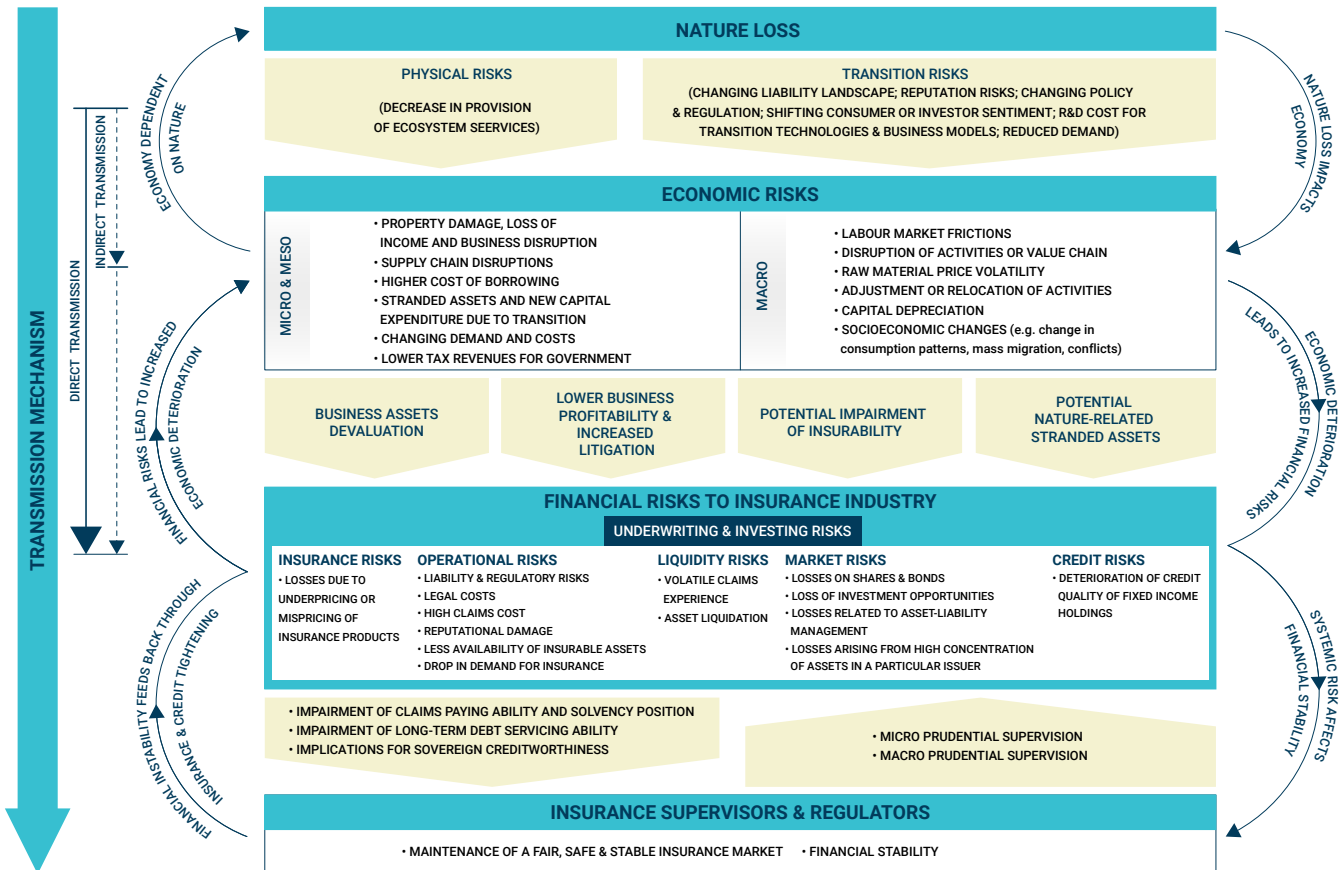 NATURE LOSS
PHYSICAL RISKS
(DECREASE IN PROVISION
OF ECOSYSTEM SEERVICES)
TRANSITION RISKS
(CHANGING LIABILITY LANDSCAPE; REPUTATION RISKS; CHANGING POLICY
& REGULATION; SHIFTING CONSUMER OR INVESTOR SENTIMENT; R&D COST FOR
TRANSITION TECHNOLOGIES & BUSINESS MODELS; REDUCED DEMAND)
TRANSMISSION MECHANISM
DIRECT TRANSMISSION
INDIRECT TRANSMISSION
ECONOMY DEPENDENT
ON NATURE
NATURE LOSS IMPACTS
ECONOMY
ECONOMIC RISKS
MICRO & MESO
• PROPERTY DAMAGE, LOSS OF
INCOME AND BUSINESS DISRUPTION
• SUPPLY CHAIN DISRUPTIONS
• HIGHER COST OF BORROWING
• STRANDED ASSETS AND NEW CAPITAL
EXPENDITURE DUE TO TRANSITION
• CHANGING DEMAND AND COSTS
• LOWER TAX REVENUES FOR GOVERNMENT
MACRO
• LABOUR MARKET FRICTIONS
• DISRUPTION OF ACTIVITIES OR VALUE CHAIN
• RAW MATERIAL PRICE VOLATILITY
• ADJUSTMENT OR RELOCATION OF ACTIVITIES
• CAPITAL DEPRECIATION
• SOCIOECONOMIC CHANGES (e.g. change in
consumption patterns, mass migration, conflicts)
FINANCIAL RISKS LEAD TO INCREASED
ECONOMIC DETERIORATION
ECONOMIC DETERIORATION
LEADS TO INCREASED FINANCIAL RISKS
BUSINESS ASSETS
DEVALUATION
LOWER BUSINESS
PROFITABILITY &
INCREASED
LITIGATION
POTENTIAL IMPAIRMENT
OF INSURABILITY
POTENTIAL
NATURE-RELATED
STRANDED ASSETS
FINANCIAL RISKS TO INSURANCE INDUSTRY
UNDERWRITING & INVESTING RISKS
INSURANCE RISKS
• LOSSES DUE TO
UNDERPRICING OR
MISPRICING OF
INSURANCE PRODUCTS
OPERATIONAL RISKS
• LIABILITY & REGULATORY RISKS
• LEGAL COSTS
• HIGH CLAIMS COST
• REPUTATIONAL DAMAGE
• LESS AVAILABILITY OF INSURABLE ASSETS
• DROP IN DEMAND FOR INSURANCE
LIQUIDITY RISKS
• VOLATILE CLAIMS
EXPERIENCE
• ASSET LIQUIDATION
MARKET RISKS
• LOSSES ON SHARES & BONDS
• LOSS OF INVESTMENT OPPORTUNITIES
• LOSSES RELATED TO ASSET-LIABILITY
MANAGEMENT
• LOSSES ARISING FROM HIGH CONCENTRATION
OF ASSETS IN A PARTICULAR ISSUER
CREDIT RISKS
• DETERIORATION OF CREDIT
QUALITY OF FIXED INCOME
HOLDINGS
FINANCIAL INSTABILITY FEEDS BACK THROUGH
INSURANCE & CREDIT TIGHTENING
SYSTEMIC RISK AFFECTS
FINANCIAL STABILITY
• IMPAIRMENT OF CLAIMS PAYING ABILITY AND SOLVENCY POSITION
• IMPAIRMENT OF LONG-TERM DEBT SERVICING ABILITY
• IMPLICATIONS FOR SOVEREIGN CREDITWORTHINESS
• MICRO PRUDENTIAL SUPERVISION
• MACRO PRUDENTIAL SUPERVISION
INSURANCE SUPERVISORS & REGULATORS
• MAINTENANCE OF A FAIR, SAFE & STABLE INSURANCE MARKET • FINANCIAL STABILITY